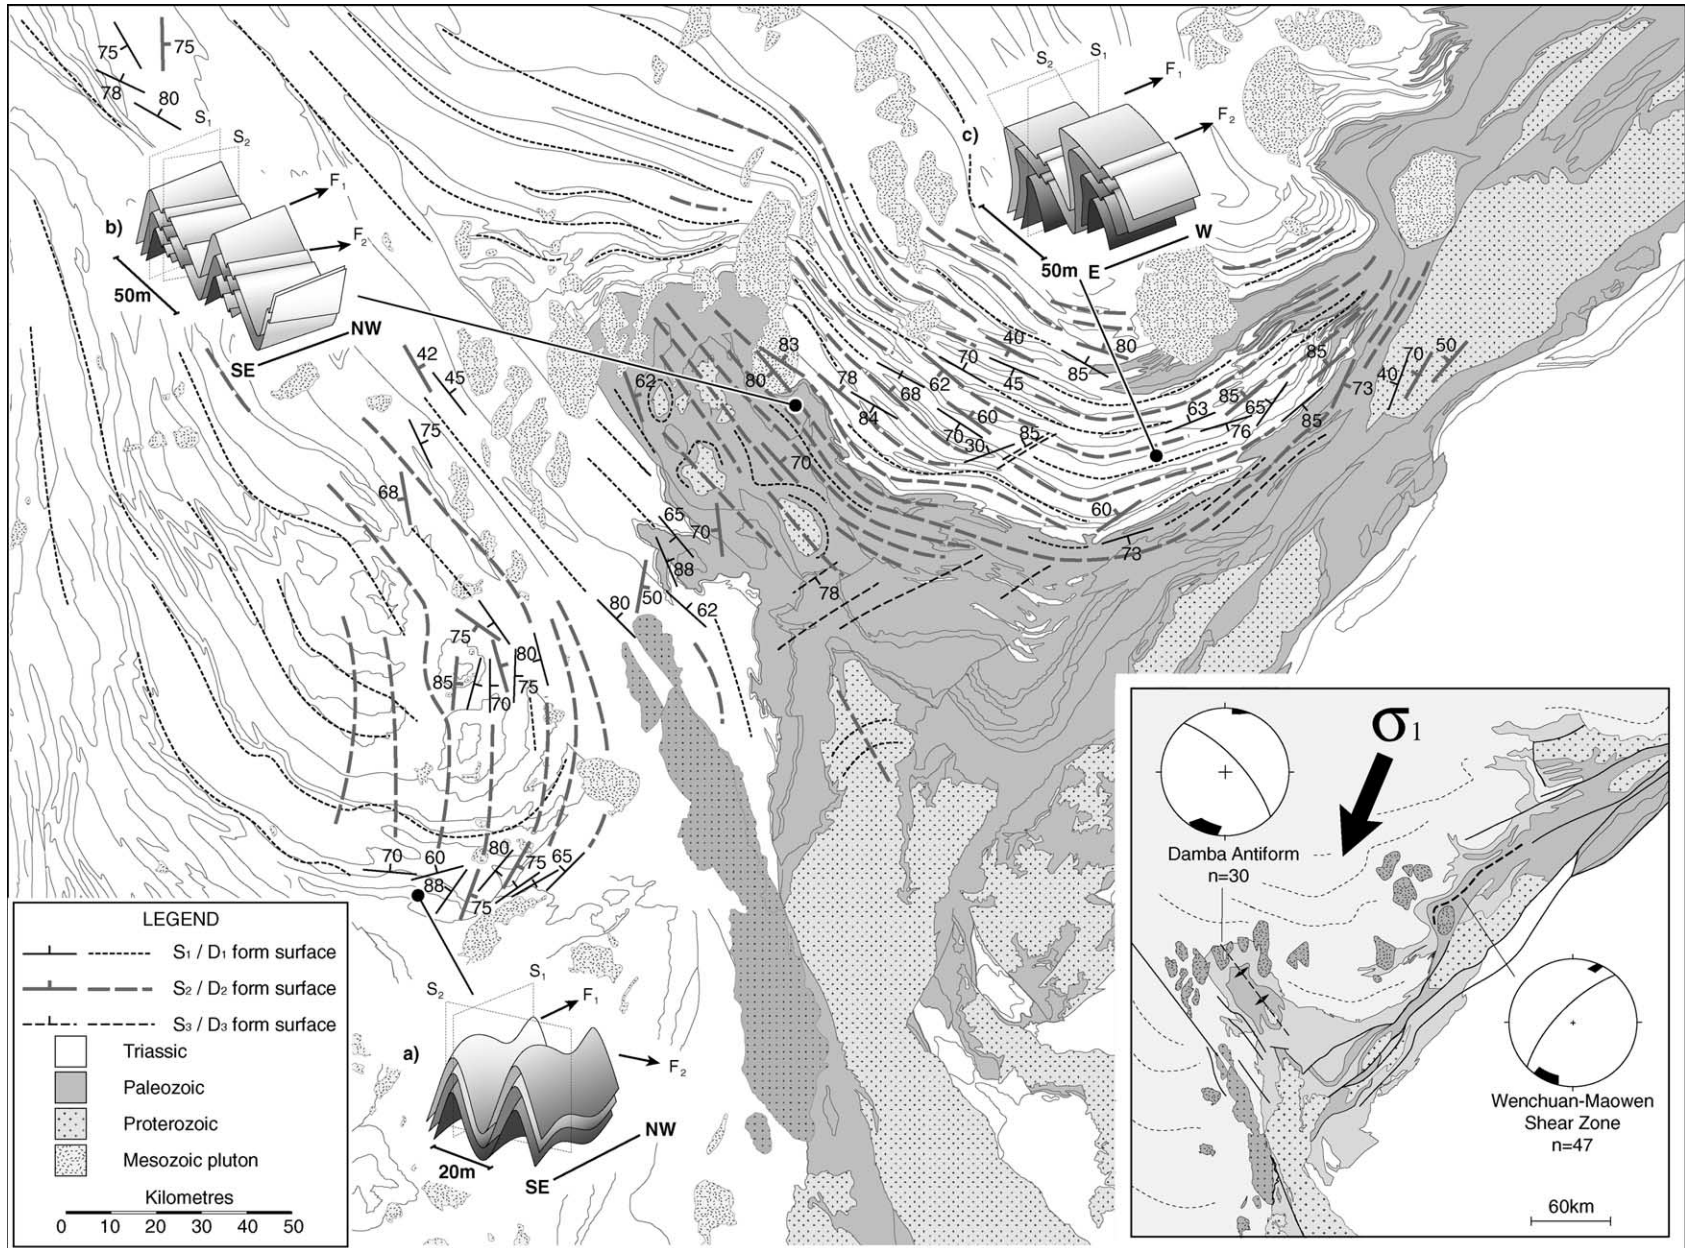 75
75
78
80
S1
S2
b)
F1
F2
50m
NW
SE
S2
S1
F1
c)
F2
W
50m
E
42
45
75
68
62
83
80
78
84
62
68
70
45
40
80
85
60
70
30
85
85
85
63
65
76
85
73
40
70
50
60
73
70
65
70
88
50
80
62
78
75
80
85
70
75
70
60
88
80
75
65
75
LEGEND
S1 / D1 form surface
S2 / D2 form surface
S3 / D3 form surface
Triassic
Paleozoic
Proterozoic
Mesozoic pluton
Kilometres
0 10 20 30 40 50
S1
S2
F1
a)
F2
NW
20m
SE
σ1
Damba Antiform
n=30
Wenchuan-Maowen
Shear Zone
n=47
60km